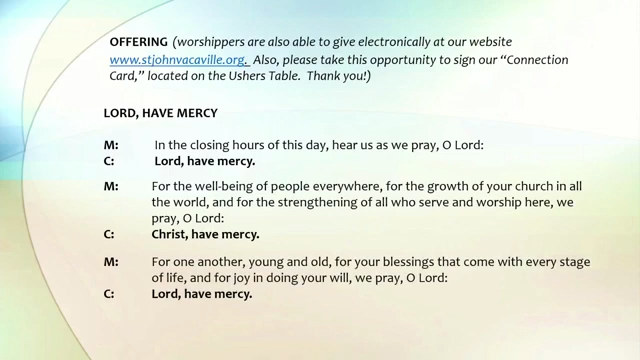 OFFERING (worshippers are also able to give electronically at our website
www.stjohnvacaville.org. Also, please take this opportunity to sign our “Connection
Card,” located on the Ushers Table. Thank you!)
LORD, HAVE MERCY
M: In the closing hours of this day, hear us as we pray, O Lord:
C: Lord, have mercy.
M: For the well-being of people everywhere, for the growth of your church in all
the world, and for the strengthening of all who serve and worship here, we
pray, O Lord:
C: Christ, have mercy.
M: For one another, young and old, for your blessings that come with every stage
of life, and for joy in doing your will, we pray, O Lord:
C: Lord, have mercy.